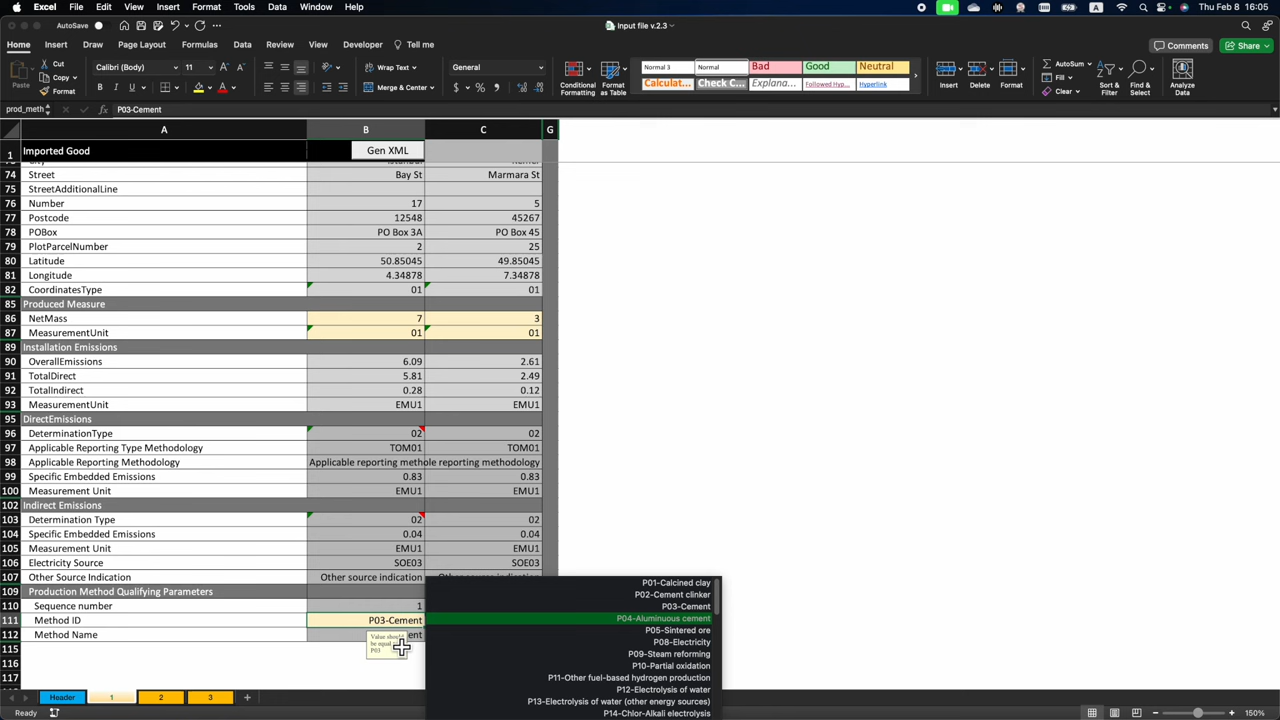 Excel File Edit View Insert Format Tools Data Window Help A Thu Feb 8 16:05
AutoSave Input file v.2.3
Home Insert Draw Page Layout Formulas Data Review View Developer Tell me Comments Share
Paste Cut Copy Format
Calibri (Body) 11 Wrap Text General
Merge & Center
Conditional Formatting Format as Table
Normal 3 Normal Bad Good Neutral
Calculat... Check C... Explana... Followed Hyp... Hyperlink
Insert Delete Format AutoSum Fill Clear Sort & Filter Find & Select Analyze Data
prod_meth fx P03-Cement
A B C G
1 Imported Good Gen XML
74 Street Bay St Marmara St
75 StreetAdditionalLine
76 Number 17 5
77 Postcode 12548 45267
78 POBox PO Box 3A PO Box 45
79 PlotParcelNumber 2 25
80 Latitude 50.85045 49.85045
81 Longitude 4.34878 7.34878
82 CoordinatesType 01 01
85 Produced Measure
86 NetMass 7 3
87 MeasurementUnit 01 01
89 Installation Emissions
90 OverallEmissions 6.09 2.61
91 TotalDirect 5.81 2.49
92 TotalIndirect 0.28 0.12
93 MeasurementUnit EMU1 EMU1
95 DirectEmissions
96 DeterminationType 02 02
97 Applicable Reporting Type Methodology TOM01 TOM01
98 Applicable Reporting Methodology Applicable reporting methole reporting methodology
99 Specific Embedded Emissions 0.83 0.83
100 Measurement Unit EMU1 EMU1
102 Indirect Emissions
103 Determination Type 02 02
104 Specific Embedded Emissions 0.04 0.04
105 Measurement Unit EMU1 EMU1
106 Electricity Source SOE03 SOE03
107 Other Source Indication Other source indication
109 Production Method Qualifying Parameters
110 Sequence number 1
111 Method ID P03-Cement
112 Method Name
115
116
117
Value should
be equal
P03
P01-Calcined clay
P02-Cement clinker
P03-Cement
P04-Aluminuous cement
P05-Sintered ore
P08-Electricity
P09-Steam reforming
P10-Partial oxidation
P11-Other fuel-based hydrogen production
P12-Electrolysis of water
P13-Electrolysis of water (other energy sources)
P14-Chlor-Alkali electrolysis
Header 1 2 3
Ready 150%